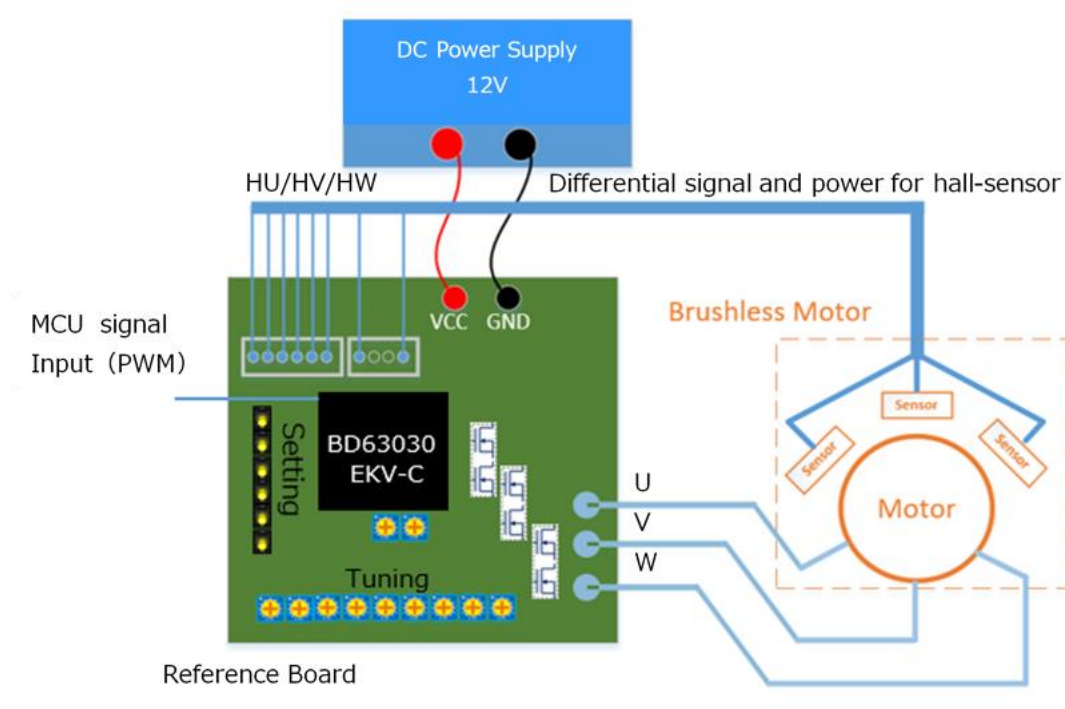 DC Power Supply
12V
HU/HV/HW
Differential signal and power for hall-sensor
VCC
GND
MCU signal
Input（PWM）
Brushless Motor
Sensor
Sensor
Sensor
Motor
Setting
BD63030
EKV-C
U
V
W
Tuning
Reference Board